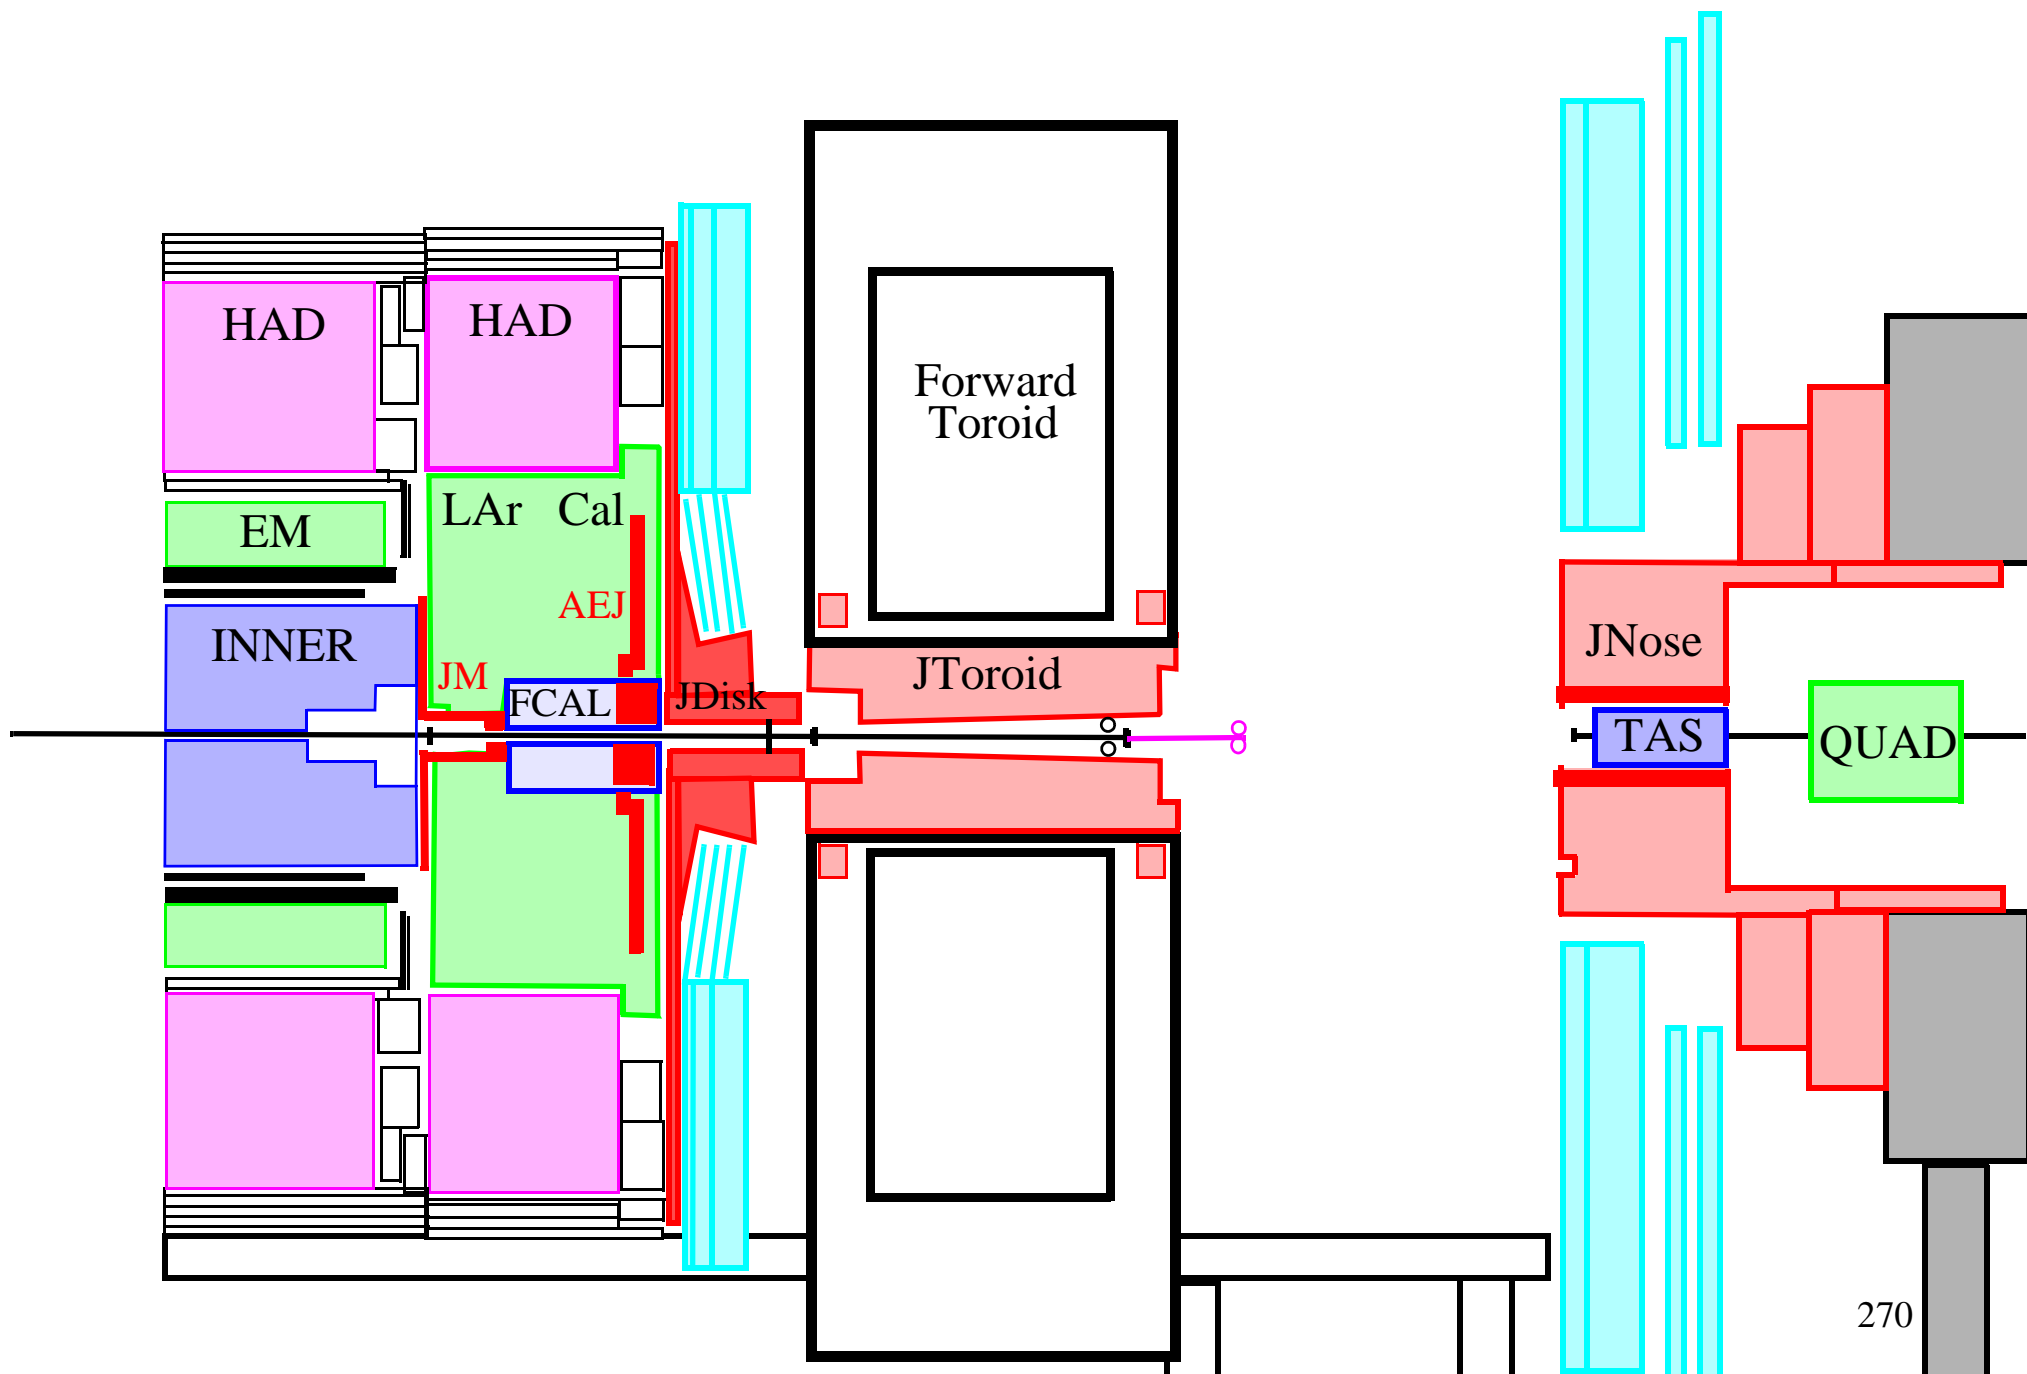 HAD
HAD
Forward
Toroid
LAr Cal
EM
AEJ
INNER
JM
FCAL
JDisk
JToroid
JNose
TAS
QUAD
270